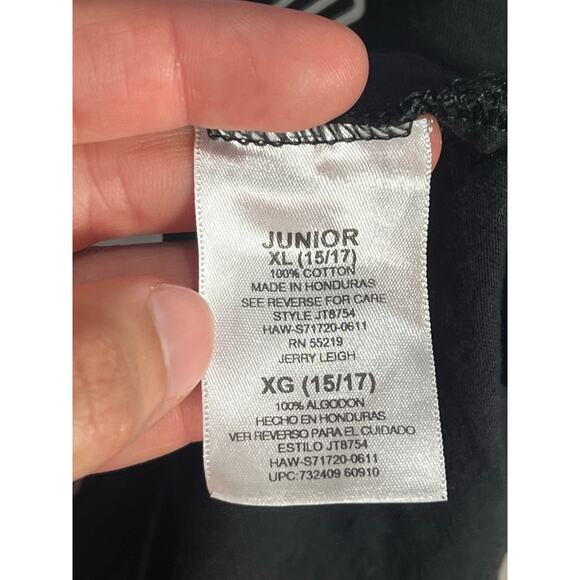 JUNIOR
XL (15/17)
100% COTTON
MADE IN HONDURAS
SEE REVERSE FOR CARE
STYLE JT8754
HAW-S71720-0611
RN 55219
JERRY LEIGH
XG (15/17)
100% ALGODON
HECHO EN HONDURAS
VER REVERSO PARA EL CUIDADO
ESTILO JT8754
HAW-S71720-0611
UPC:732409 60910